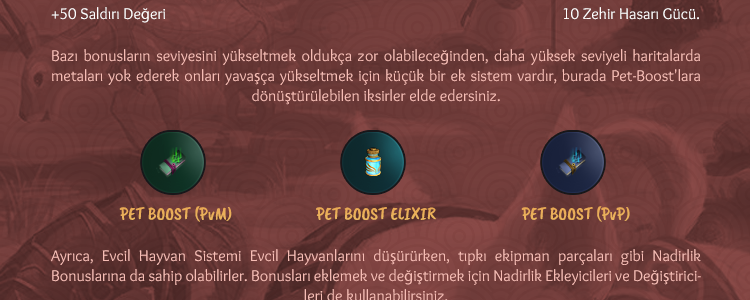 +50 Saldırı Değeri 10 Zehir Hasarı Gücü.
Bazı bonusların seviyesini yükseltmek oldukça zor olabileceğinden, daha yüksek seviyeli haritalarda
metaları yok ederek onları yavaşça yükseltmek için küçük bir ek sistem vardır, burada Pet-Boost'lara
dönüştürülebilen iksirler elde edersiniz.
PET BOOST (PvM) PET BOOST ELIXIR PET BOOST (PvP)
Ayrıca, Evcil Hayvan Sistemi Evcil Hayvanlarını düşürürken, tıpkı ekipman parçaları gibi Nadirlik
Bonuslarına da sahip olabilirler. Bonusları eklemek ve değiştirmek için Nadirlik Ekleyicileri ve Değiştirici-
leri de kullanabilirsiniz.